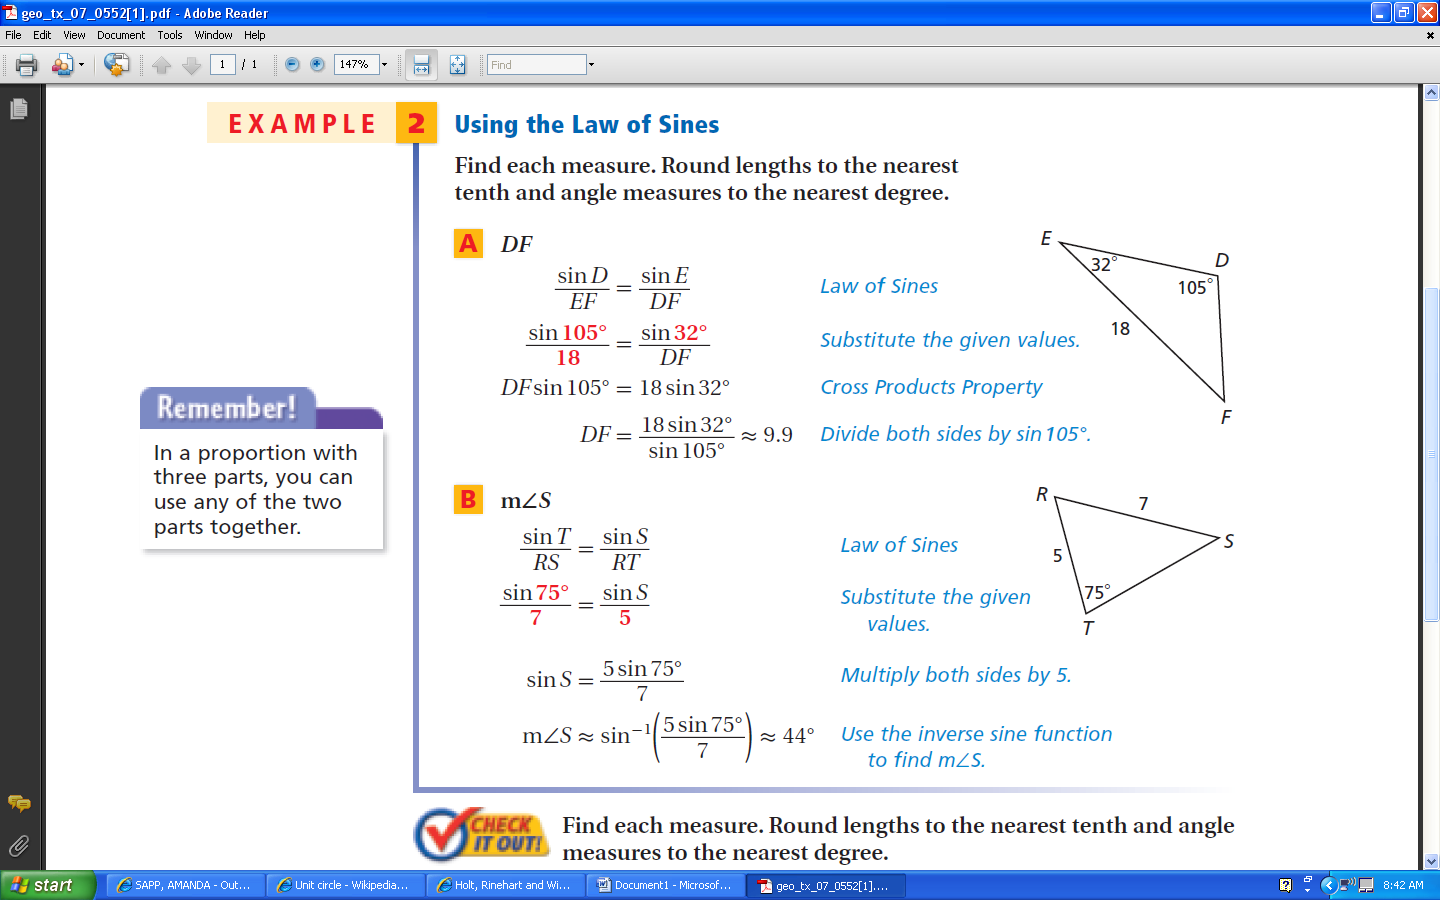 geo_tx_07_0552[1].pdf - Adobe Reader
File Edit View Document Tools Window Help
1 / 1 147% Find
EXAMPLE 2 Using the Law of Sines
Find each measure. Round lengths to the nearest
tenth and angle measures to the nearest degree.
A DF
sin D / EF = sin E / DF Law of Sines
sin 105° / 18 = sin 32° / DF Substitute the given values.
DF sin 105° = 18 sin 32° Cross Products Property
DF = 18 sin 32° / sin 105° ≈ 9.9 Divide both sides by sin 105°.
E
32°
D
105°
18
F
Remember!
In a proportion with
three parts, you can
use any of the two
parts together.
B m∠S
sin T / RS = sin S / RT Law of Sines
sin 75° / 7 = sin S / 5 Substitute the given
values.
sin S = 5 sin 75° / 7 Multiply both sides by 5.
m∠S ≈ sin⁻¹(5 sin 75° / 7) ≈ 44° Use the inverse sine function
to find m∠S.
R
7
S
5
75°
T
CHECK
IT OUT!
Find each measure. Round lengths to the nearest tenth and angle
measures to the nearest degree.
start SAPP, AMANDA - Out... Unit circle - Wikipedia... Holt, Rinehart and Wi... Document1 - Microsof... geo_tx_07_0552[1].... 8:42 AM